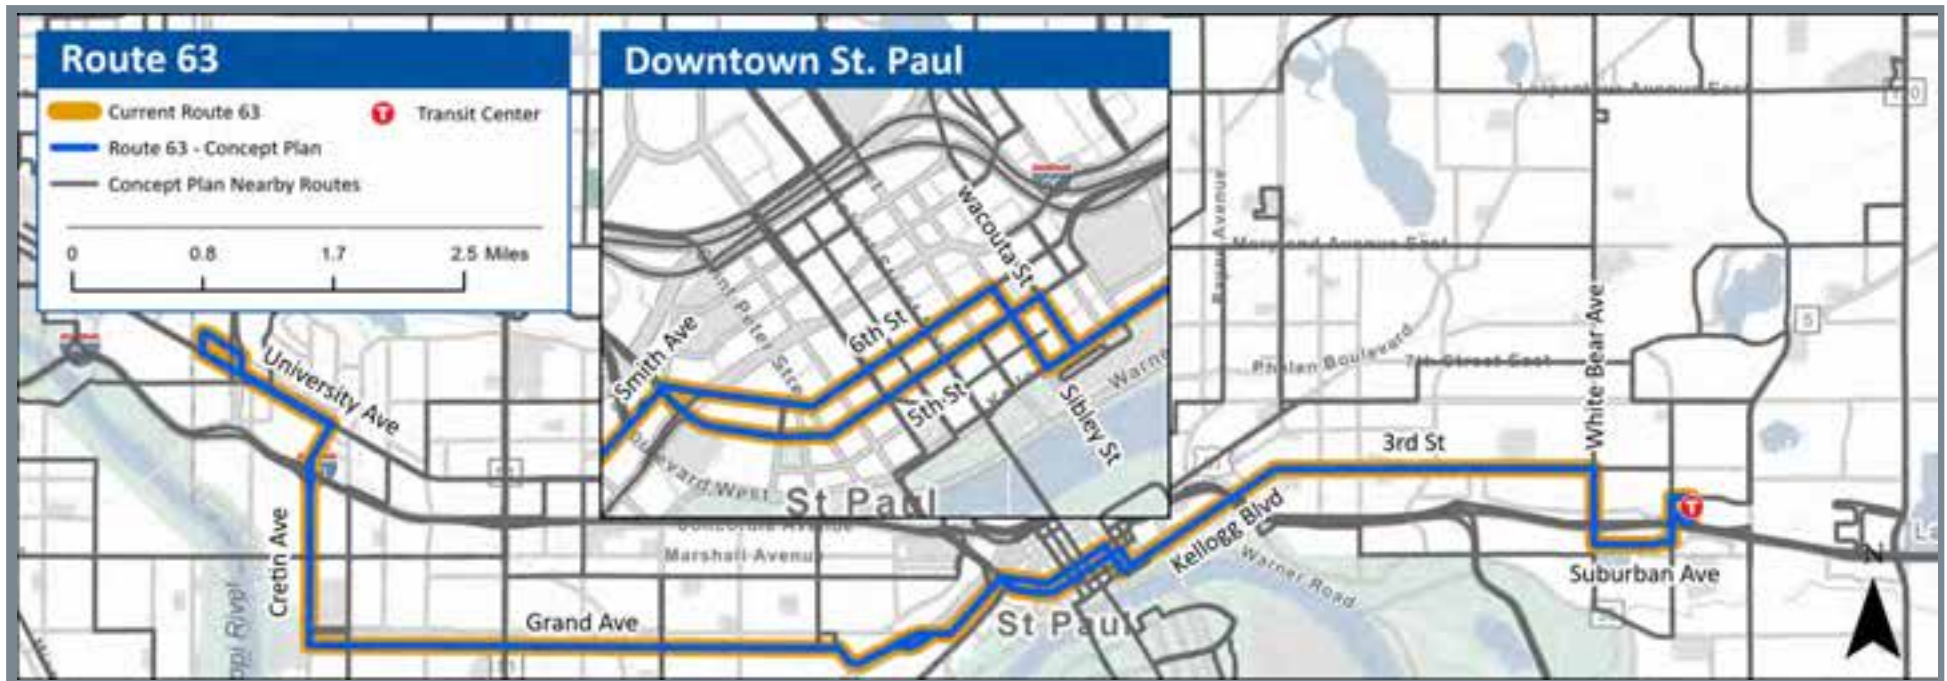 Route 63
Current Route 63
T
Transit Center
Route 63 - Concept Plan
Concept Plan Nearby Routes
0 0.8 1.7 2.5 Miles
Downtown St. Paul
wacouta St
6th St
Smith Ave
5th St
Sibley St
St Paul
University Ave
Cretin Ave
Concordia Avenue
Marshall Avenue
Grand Ave
St Paul
Kellogg Blvd
Warner Road
3rd St
White Bear Ave
Maryland Avenue East
Phalen Boulevard
7th Street East
5
T
Suburban Ave
N